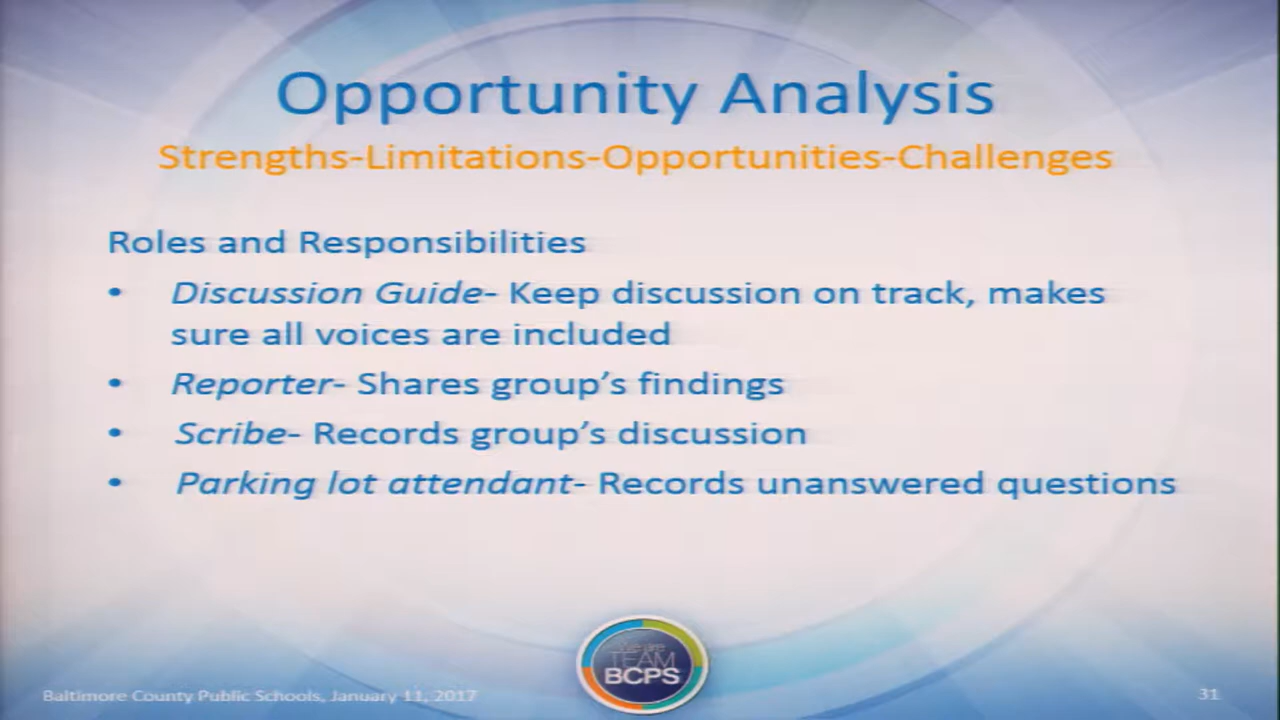 Opportunity Analysis
Strengths-Limitations-Opportunities-Challenges
Roles and Responsibilities
• Discussion Guide- Keep discussion on track, makes
sure all voices are included
• Reporter- Shares group's findings
• Scribe- Records group's discussion
• Parking lot attendant- Records unanswered questions
We are
TEAM
BCPS
Baltimore County Public Schools, January 11, 2017
31